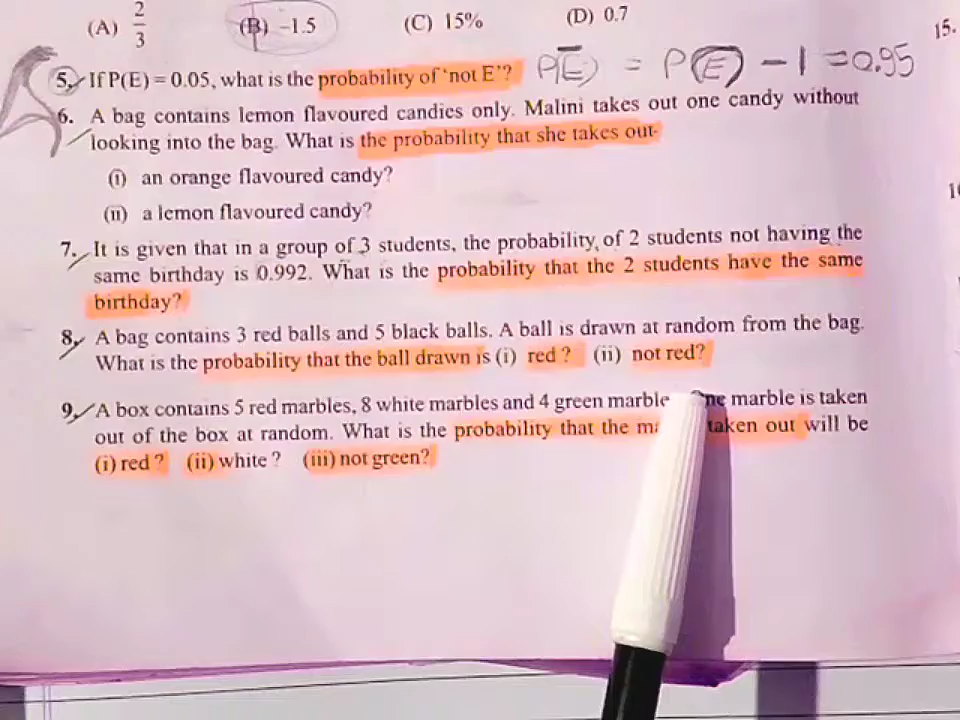 (A) 2/3 (B) –1.5 (C) 15% (D) 0.7
15.
5. If P(E) = 0.05, what is the probability of 'not E'? P(E̅) = P(E̅) – 1 = 0.95
6. A bag contains lemon flavoured candies only. Malini takes out one candy without
looking into the bag. What is the probability that she takes out
(i) an orange flavoured candy?
(ii) a lemon flavoured candy?
7. It is given that in a group of 3 students, the probability of 2 students not having the
same birthday is 0.992. What is the probability that the 2 students have the same
birthday?
8. A bag contains 3 red balls and 5 black balls. A ball is drawn at random from the bag.
What is the probability that the ball drawn is (i) red ? (ii) not red?
9. A box contains 5 red marbles, 8 white marbles and 4 green marble One marble is taken
out of the box at random. What is the probability that the taken out will be
(i) red ? (ii) white ? (iii) not green?